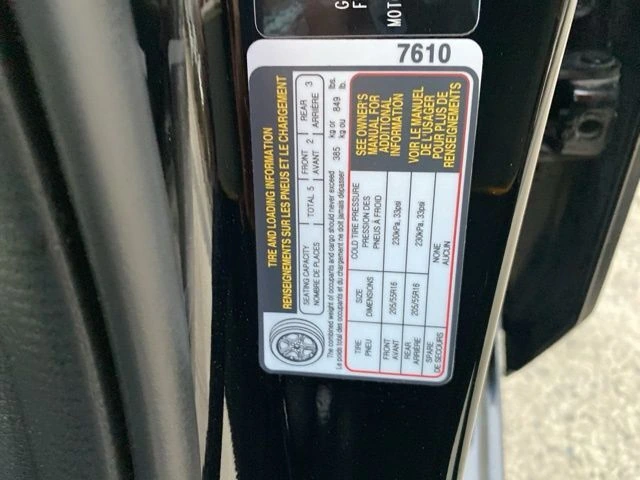 MOT
7610
TIRE AND LOADING INFORMATION
RENSEIGNEMENTS SUR LES PNEUS ET LE CHARGEMENT
SEATING CAPACITY
NOMBRE DE PLACES
TOTAL 5
FRONT 2
AVANT
REAR 3
ARRIÈRE
The combined weight of occupants and cargo should never exceed 385 kg or 849 lbs.
Le poids total des occupants et du chargement ne doit jamais dépasser kg ou lb.
TIRE
PNEU
SIZE
DIMENSIONS
COLD TIRE PRESSURE
PRESSION DES
PNEUS À FROID
FRONT
AVANT
205/55R16
230kPa, 33psi
REAR
ARRIÈRE
205/55R16
230kPa, 33psi
SPARE
DE SECOURS
NONE
AUCUN
SEE OWNER'S
MANUAL FOR
ADDITIONAL
INFORMATION
VOIR LE MANUEL
DE L'USAGER
POUR PLUS DE
RENSEIGNEMENTS